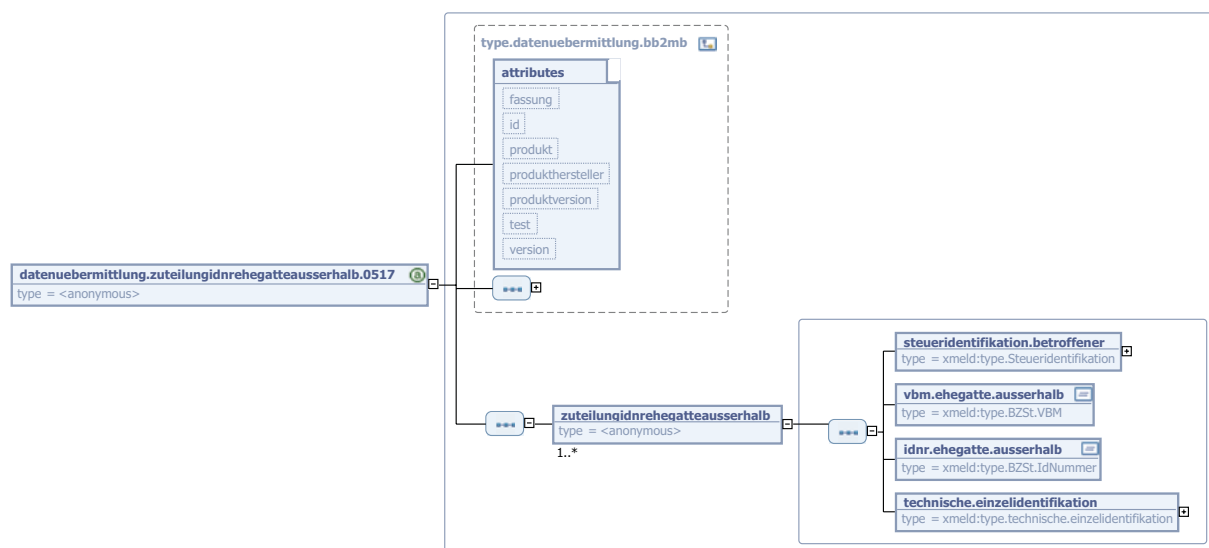 type.datenuebermittlung.bb2mb
attributes
fassung
id
produkt
produkthersteller
produktversion
test
version
datenuebermittlung.zuteilungidnrehegatteausserhalb.0517
a
type = <anonymous>
zuteilungidnrehegatteausserhalb
type = <anonymous>
1..*
steueridentifikation.betroffener
type = xmeld:type.Steueridentifikation
vbm.ehegatte.ausserhalb
type = xmeld:type.BZSt.VBM
idnr.ehegatte.ausserhalb
type = xmeld:type.BZSt.IdNummer
technische.einzelidentifikation
type = xmeld:type.technische.einzelidentifikation